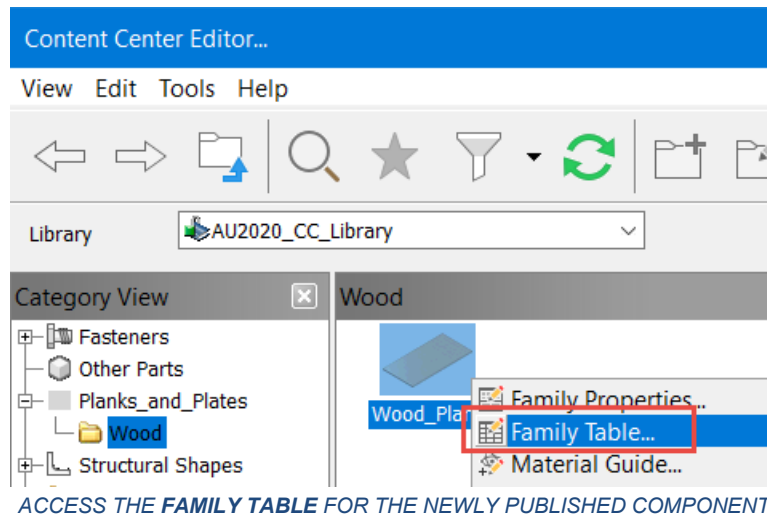 Content Center Editor...
View Edit Tools Help
Library AU2020_CC_Library
Category View Wood
Fasteners
Other Parts
Planks_and_Plates
Wood
Structural Shapes
Wood_Pla
Family Properties...
Family Table...
Material Guide...
ACCESS THE FAMILY TABLE FOR THE NEWLY PUBLISHED COMPONENT